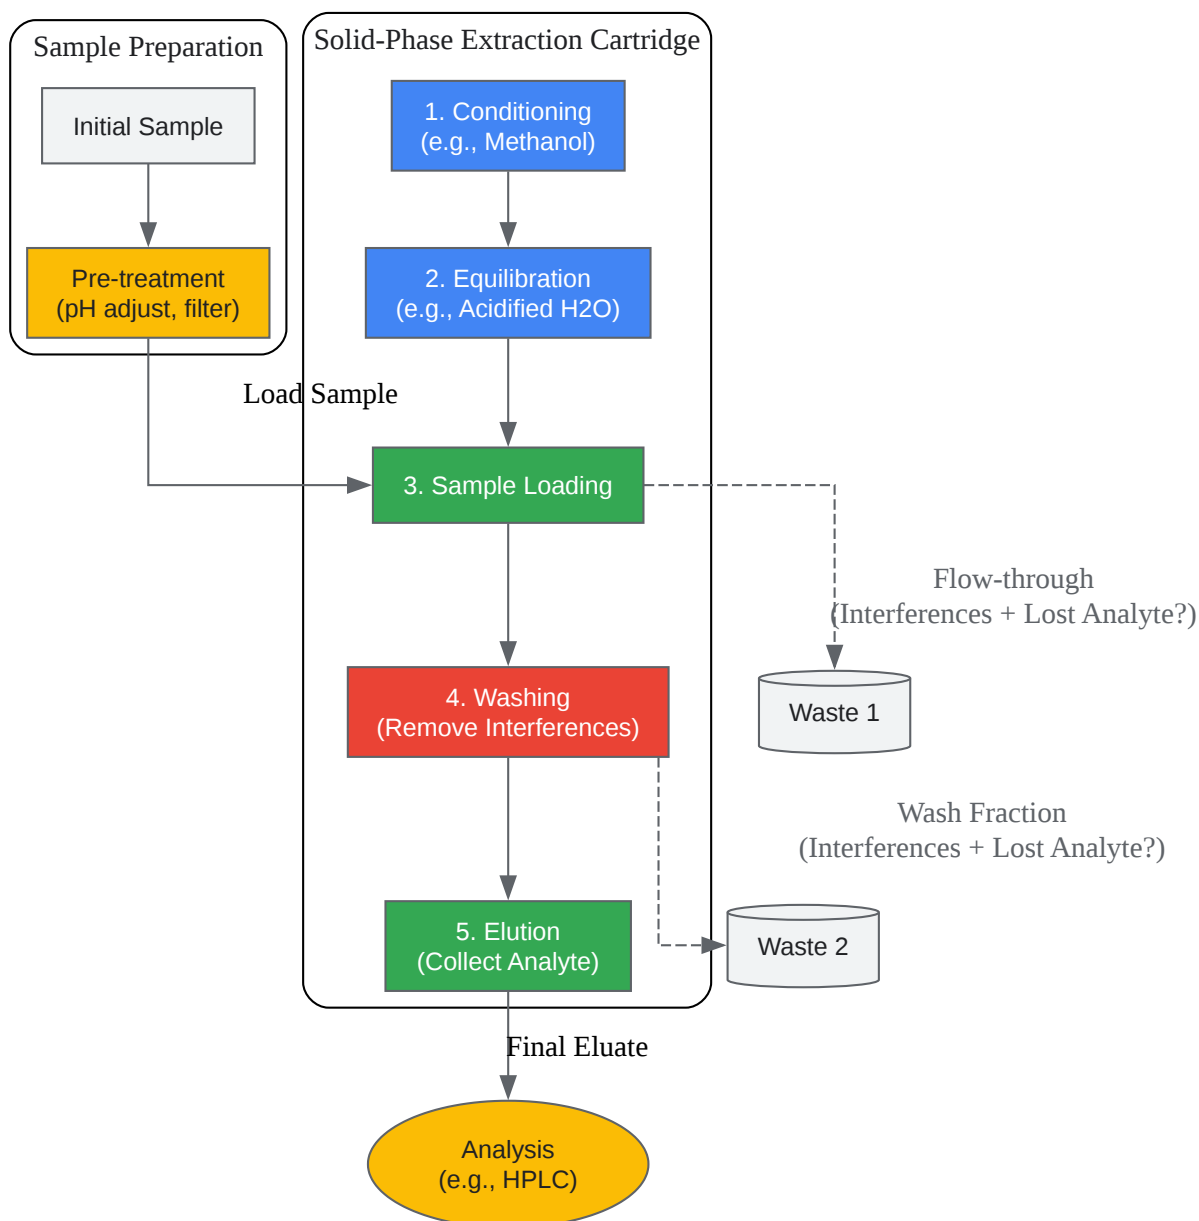 Sample Preparation
Initial Sample
Pre-treatment
(pH adjust, filter)
Solid-Phase Extraction Cartridge
1. Conditioning
(e.g., Methanol)
2. Equilibration
(e.g., Acidified H2O)
Load Sample
3. Sample Loading
Flow-through
(Interferences + Lost Analyte?)
Waste 1
4. Washing
(Remove Interferences)
Wash Fraction
(Interferences + Lost Analyte?)
Waste 2
5. Elution
(Collect Analyte)
Final Eluate
Analysis
(e.g., HPLC)